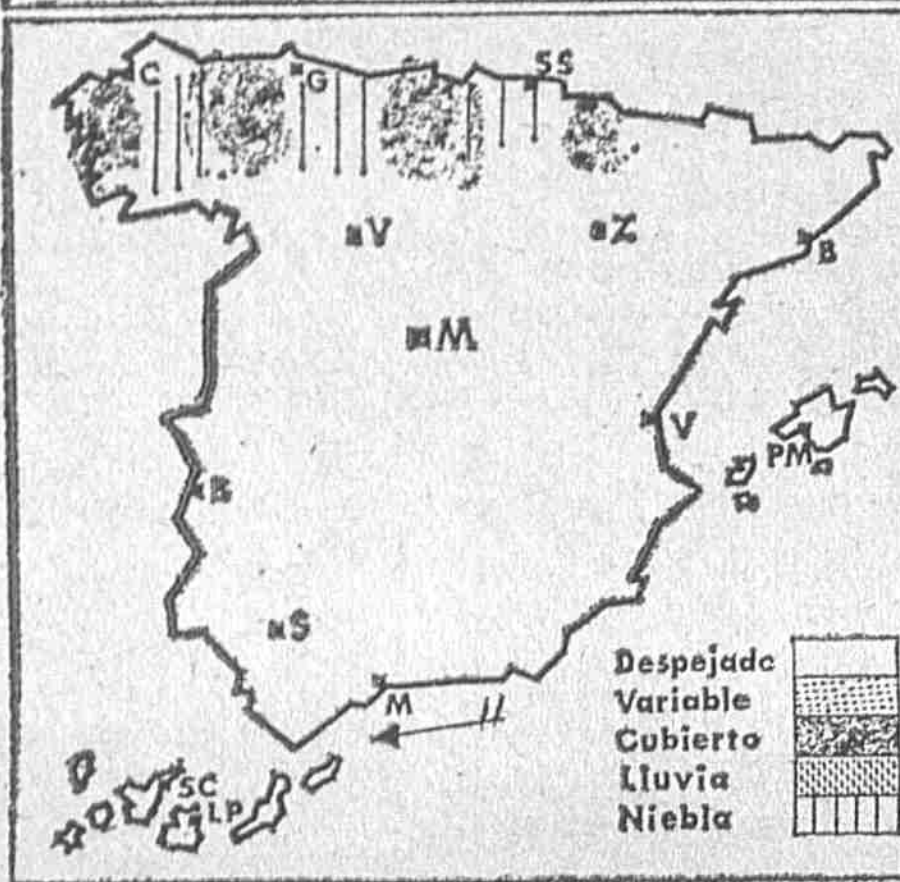 C
G
SS
V
Z
B
M
V
PM
B
S
M
SC
LP
Despejado
Variable
Cubierto
Lluvia
Niebla